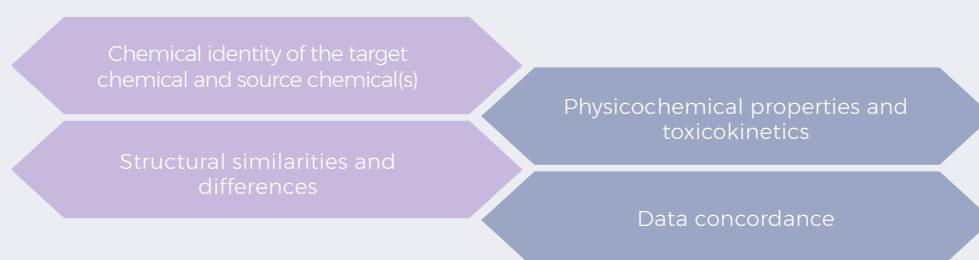 Chemical identity of the target
chemical and source chemical(s)
Structural similarities and
differences
Physicochemical properties and
toxicokinetics
Data concordance